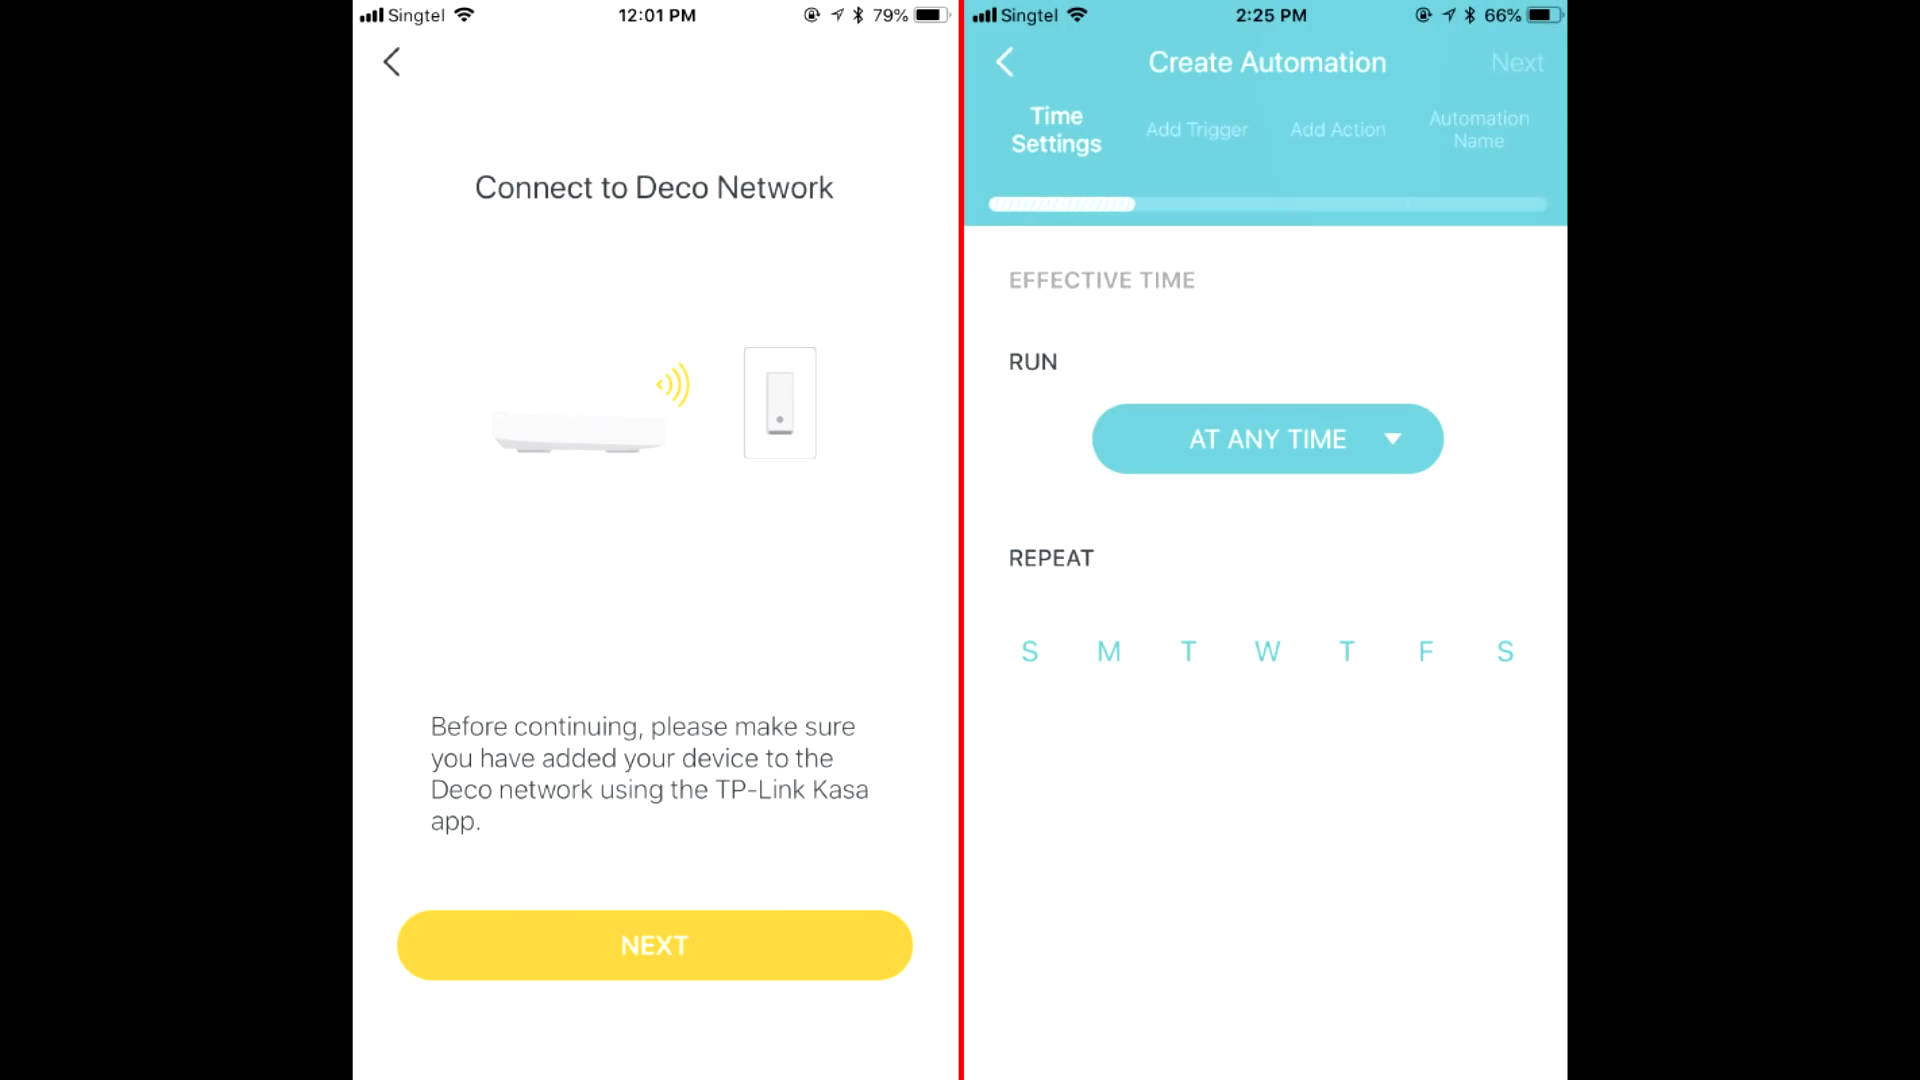 Singtel 12:01 PM 79%
Connect to Deco Network
Before continuing, please make sure
you have added your device to the
Deco network using the TP-Link Kasa
app.
NEXT
Singtel 2:25 PM 66%
Create Automation Next
Time
Settings
Add Trigger
Add Action
Automation
Name
EFFECTIVE TIME
RUN
AT ANY TIME
REPEAT
S M T W T F S